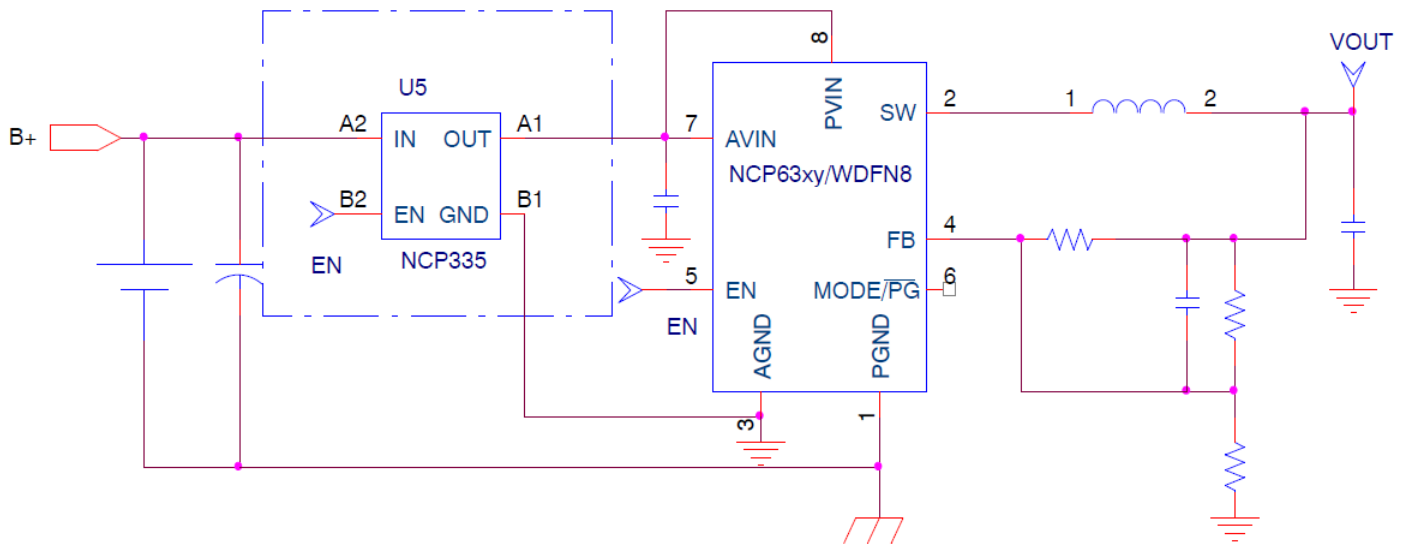 VOUT
8
U5
PVIN
SW
2
1
2
B+
A2
IN
OUT
A1
7
AVIN
NCP63xy/WDFN8
B2
EN
GND
B1
FB
4
EN
NCP335
5
EN
MODE/PG
6
EN
AGND
PGND
3
1